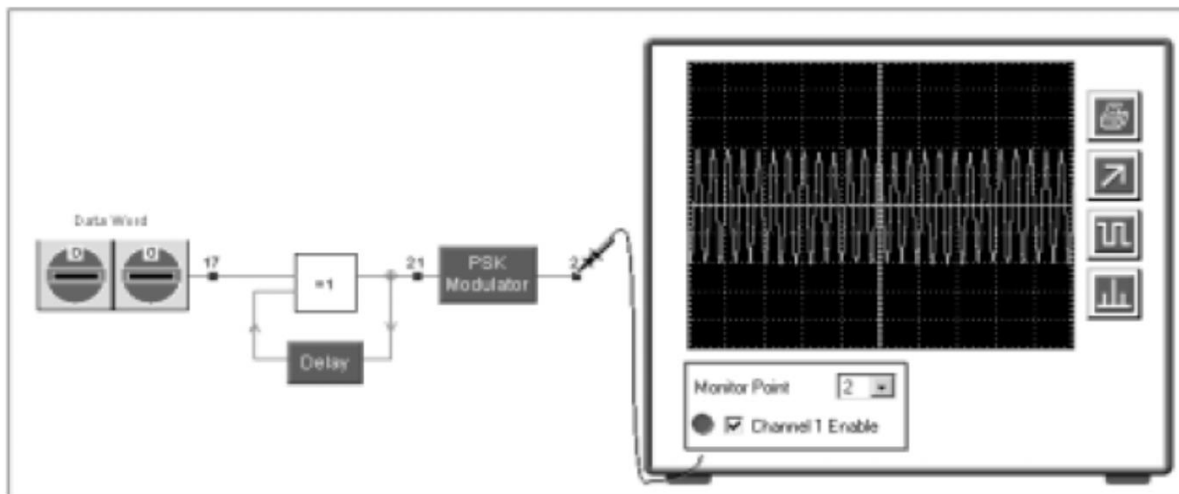 Data Word
0 0
17
=1
21
PSK
Modulator
2
Delay
Monitor Point 2
Channel 1 Enable